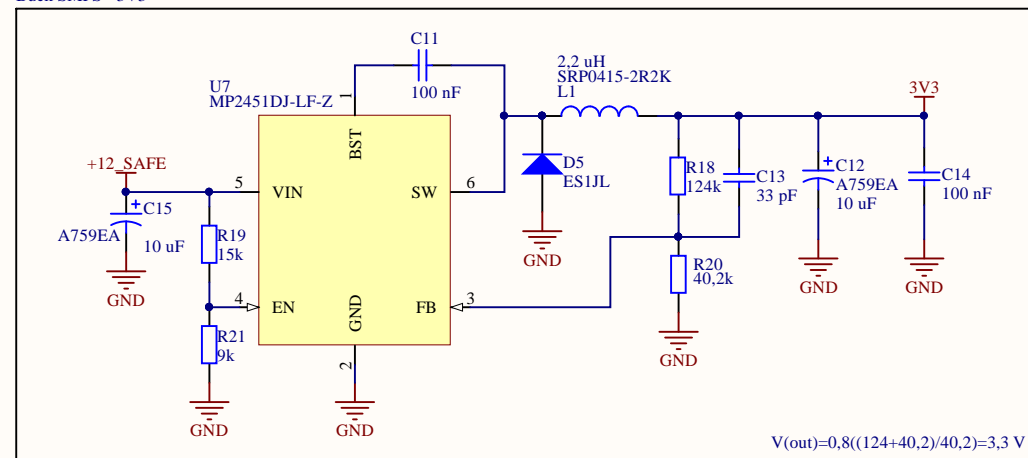 C11
100 nF
2,2 uH
SRP0415-2R2K
L1
3V3
U7
MP2451DJ-LF-Z
1
BST
+12_SAFE
5
VIN
SW
6
D5
ES1JL
R18
124k
C13
33 pF
C12
A759EA
10 uF
C14
100 nF
+
+
C15
A759EA
10 uF
R19
15k
R20
40,2k
4
EN
GND
FB
3
R21
9k
2
GND
GND
GND
GND
GND
GND
GND
V(out)=0,8((124+40,2)/40,2)=3,3 V